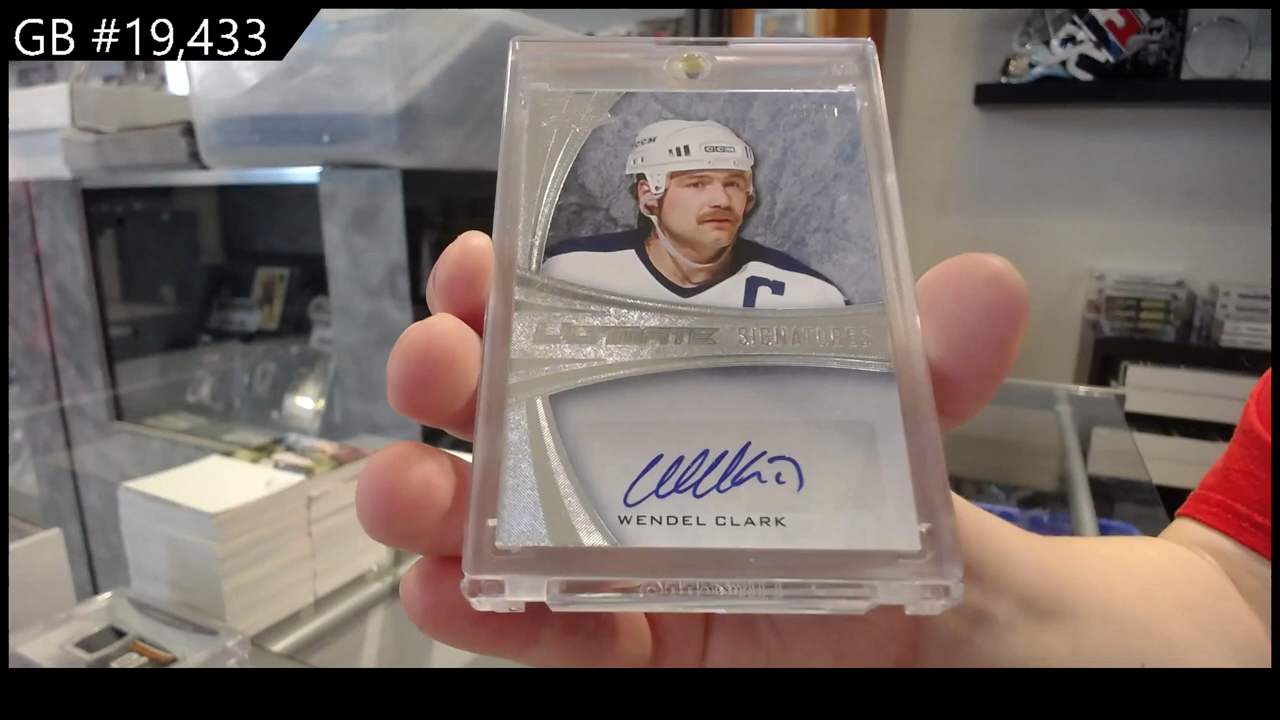 GB #19,433
CCM
C
ULTIMATE SIGNATURES
WENDEL CLARK